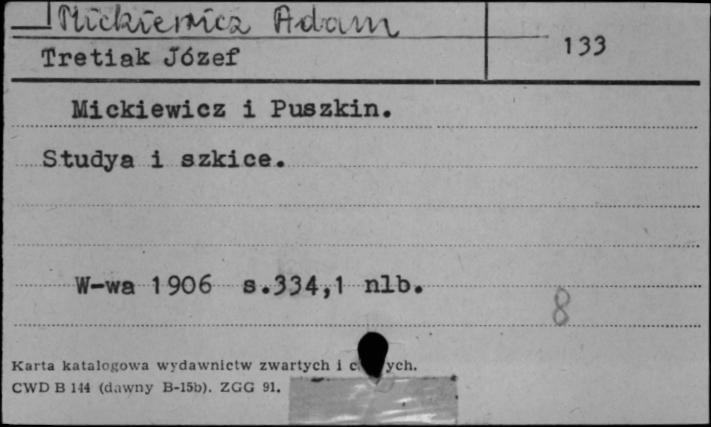 Mickiewicz Adam
Tretiak Józef
133
Mickiewicz i Puszkin.
Studya i szkice.
W-wa 1906 s.334,1 nlb.
8
Karta katalogowa wydawnictw zwartych i
CWD B 144 (dawny B-15b). ZGG 91.